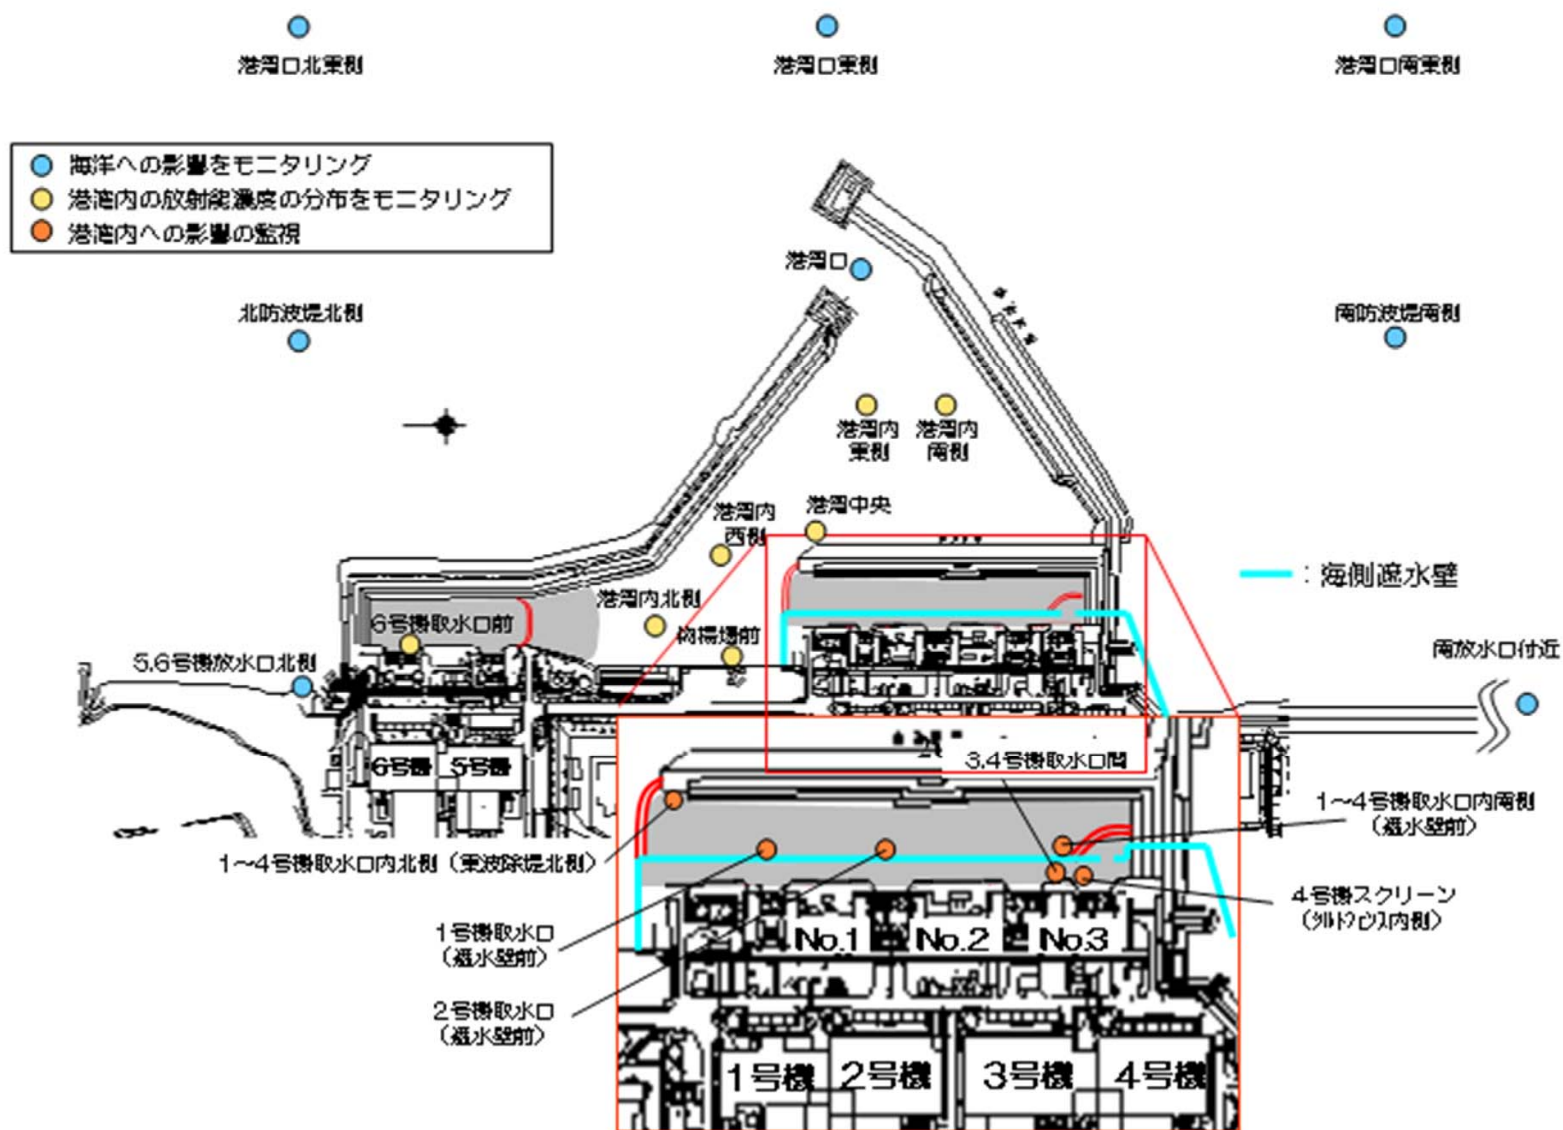 港湾口北東側
港湾口東側
港湾口南東側
海洋への影響をモニタリング
港湾内の放射能濃度の分布をモニタリング
港湾内への影響の監視
港湾口
北防波堤北側
南防波堤南側
港湾内
東側
港湾内
南側
港湾内
西側
港湾中央
：海側遮水壁
港湾内北側
物揚場前
6号機取水口前
5,6号機放水口北側
南放水口付近
6号機
5号機
3,4号機取水口間
1～4号機取水口内南側
（遮水壁前）
1～4号機取水口内北側（東波除堤北側）
4号機スクリーン
（シルトフェンス内側）
1号機取水口
（遮水壁前）
No.1
No.2
No.3
2号機取水口
（遮水壁前）
1号機
2号機
3号機
4号機